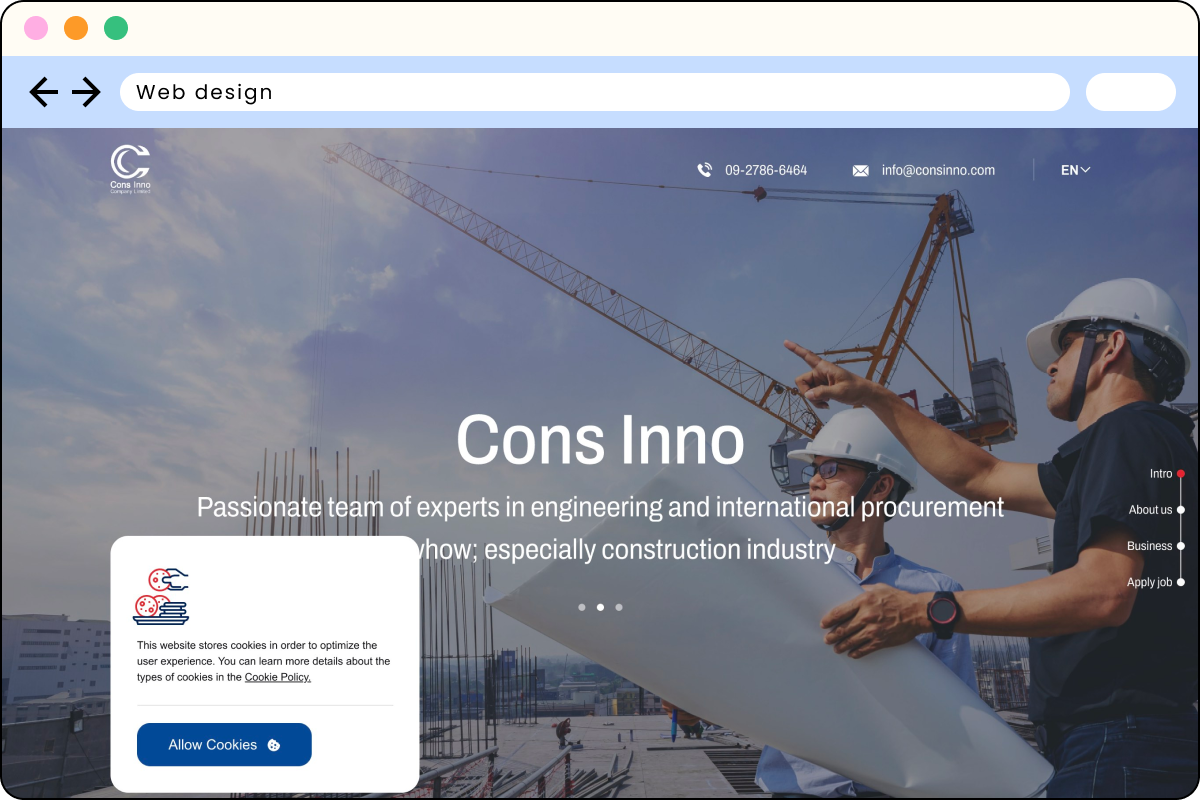 Web design
Cons Inno
Company Limited
09-2786-6464
info@consinno.com
EN
Cons Inno
Passionate team of experts in engineering and international procurement
how; especially construction industry
Intro
About us
Business
Apply job
This website stores cookies in order to optimize the
user experience. You can learn more details about the
types of cookies in the Cookie Policy.
Allow Cookies